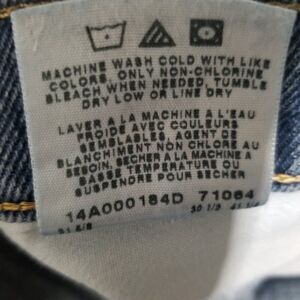 MACHINE WASH COLD WITH LIKE
COLORS, ONLY NON-CHLORINE
BLEACH WHEN NEEDED, TUMBLE
DRY LOW OR LINE DRY
LAVER A LA MACHINE A L'EAU
FROIDE AVEC COULEURS
SEMBLABLES AGENT DE
BLANCHIMENT SANS CHLORE AU
BESOIN. SECHER A LA MACHINE A
BASSE TEMPERATURE OU
SUSPENDRE POUR SECHER
14A000184D 71064